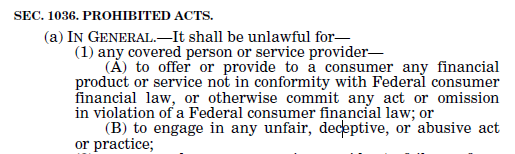 SEC. 1036. PROHIBITED ACTS.
(a) IN GENERAL.—It shall be unlawful for—
(1) any covered person or service provider—
(A) to offer or provide to a consumer any financial
product or service not in conformity with Federal consumer
financial law, or otherwise commit any act or omission
in violation of a Federal consumer financial law; or
(B) to engage in any unfair, deceptive, or abusive act
or practice;